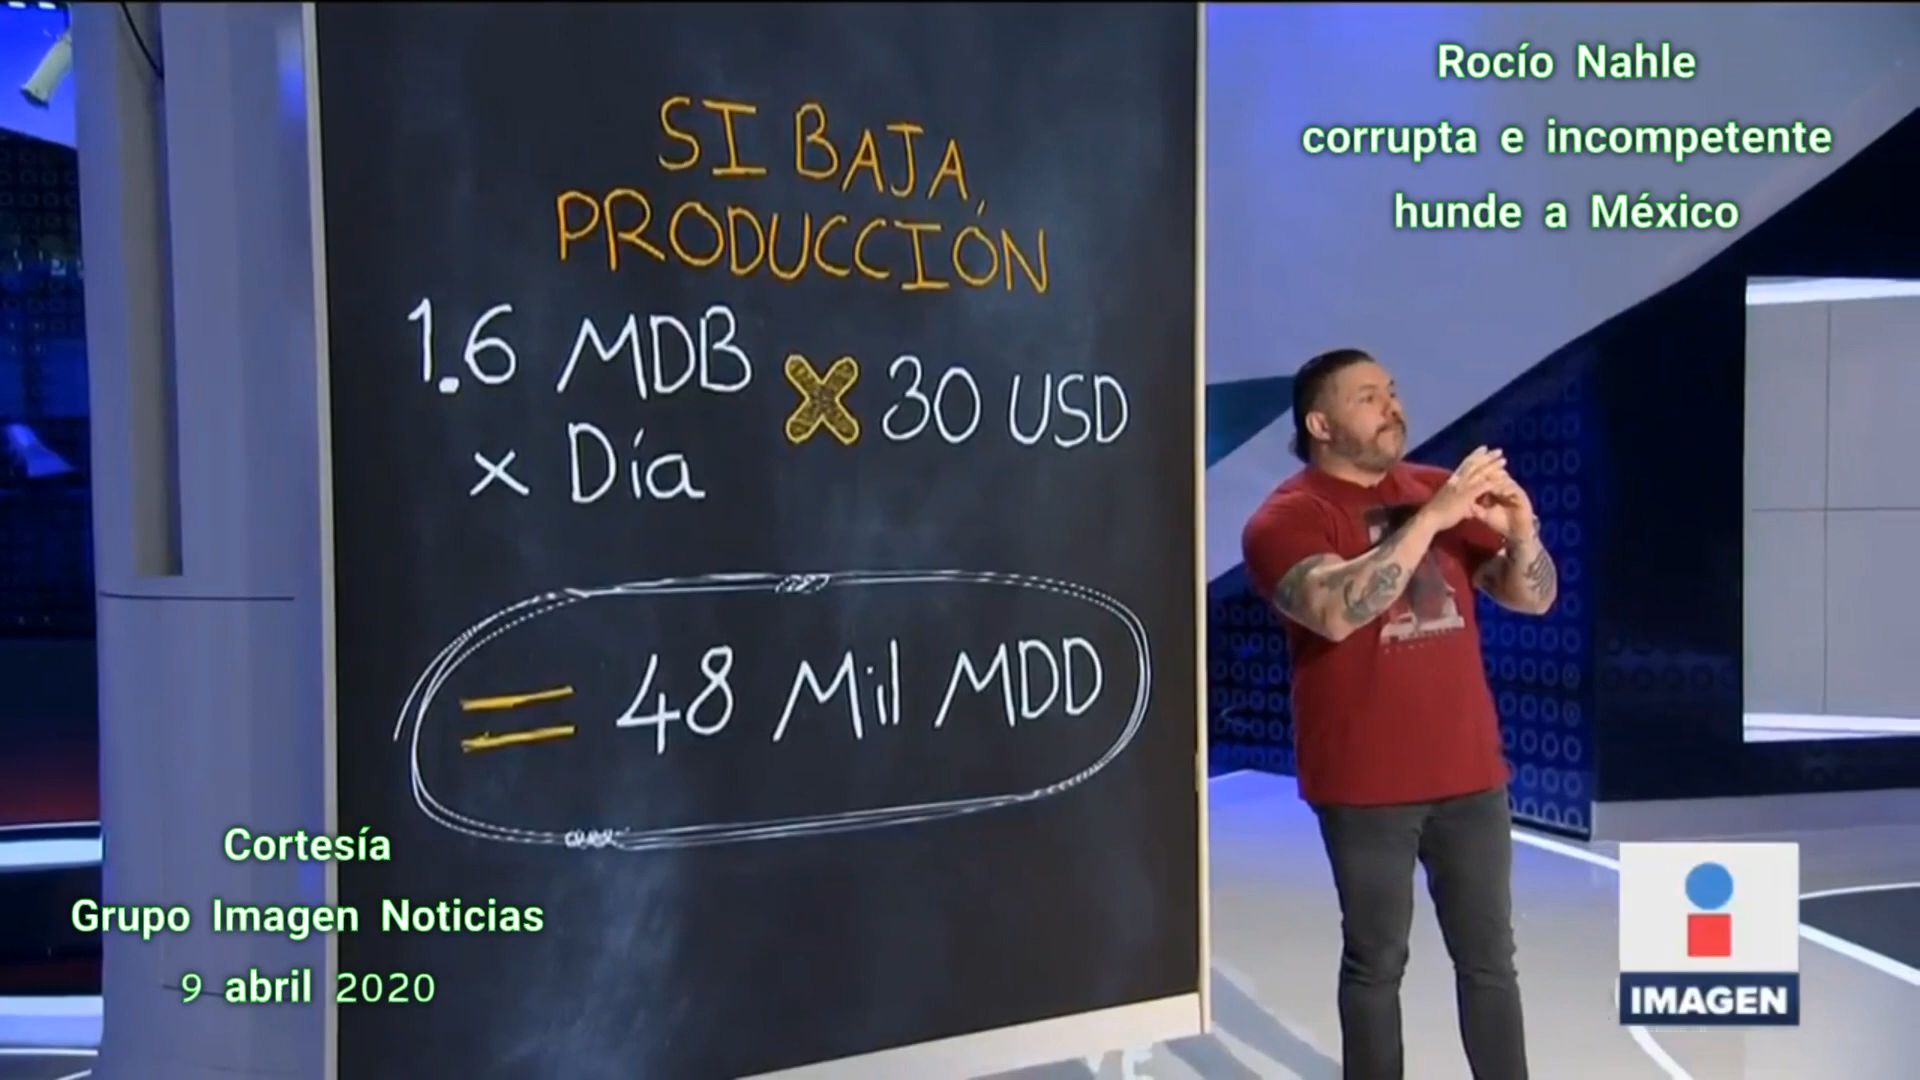 SI BAJA
PRODUCCIÓN
1.6 MDB
x Día
X 30 USD
= 48 Mil MDD
Rocío Nahle
corrupta e incompetente
hunde a México
Cortesía
Grupo Imagen Noticias
9 abril 2020
IMAGEN